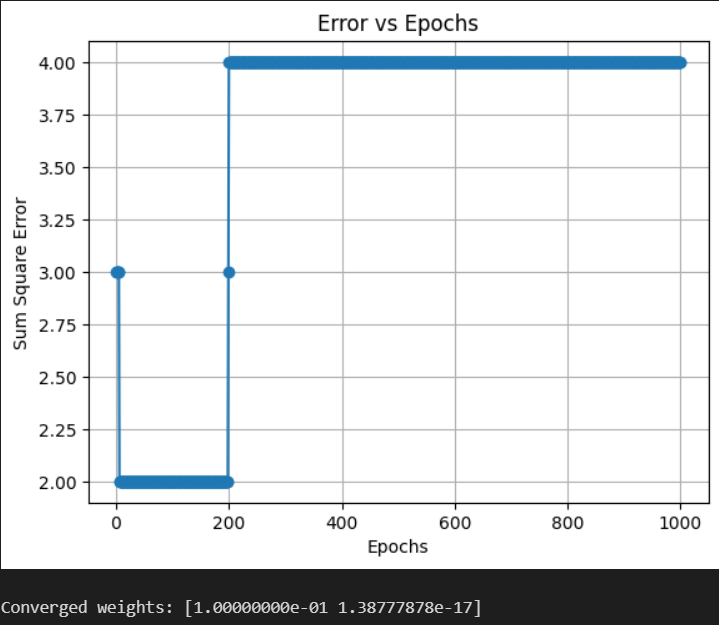 Error vs Epochs
4.00
3.75
3.50
3.25
3.00
2.75
2.50
2.25
2.00
Sum Square Error
0 200 400 600 800 1000
Epochs
Converged weights: [1.00000000e-01 1.38777878e-17]